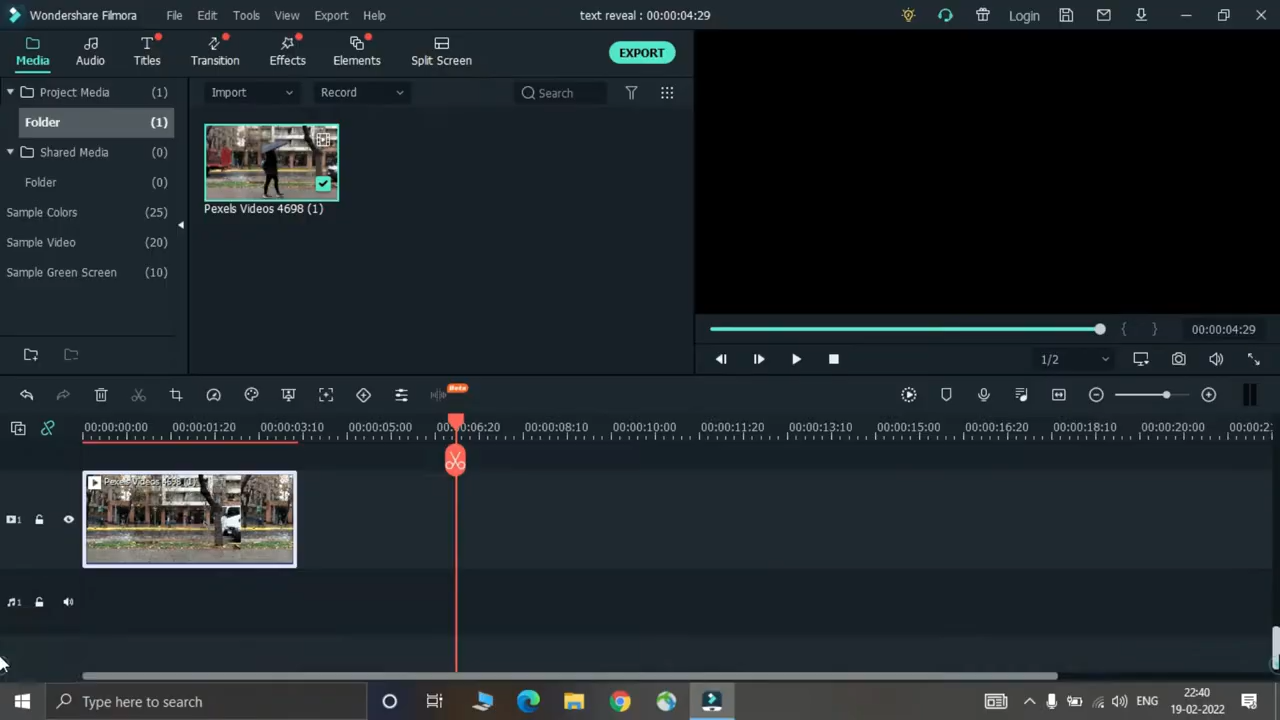 Wondershare Filmora File Edit Tools View Export Help text reveal : 00:00:04:29 Login
Media Audio Titles Transition Effects Elements Split Screen EXPORT
Project Media (1) Import Record Search
Folder (1)
Shared Media (0)
Folder (0)
Sample Colors (25)
Sample Video (20)
Sample Green Screen (10)
Pexels Videos 4698 (1)
00:00:04:29
1/2
Beta
00:00:00:00 00:00:01:20 00:00:03:10 00:00:05:00 00:00:06:20 00:00:08:10 00:00:10:00 00:00:11:20 00:00:13:10 00:00:15:00 00:00:16:20 00:00:18:10 00:00:20:00 00:00:2
Pexels Videos 4698 (1)
1
1
Type here to search ENG 22:40
19-02-2022